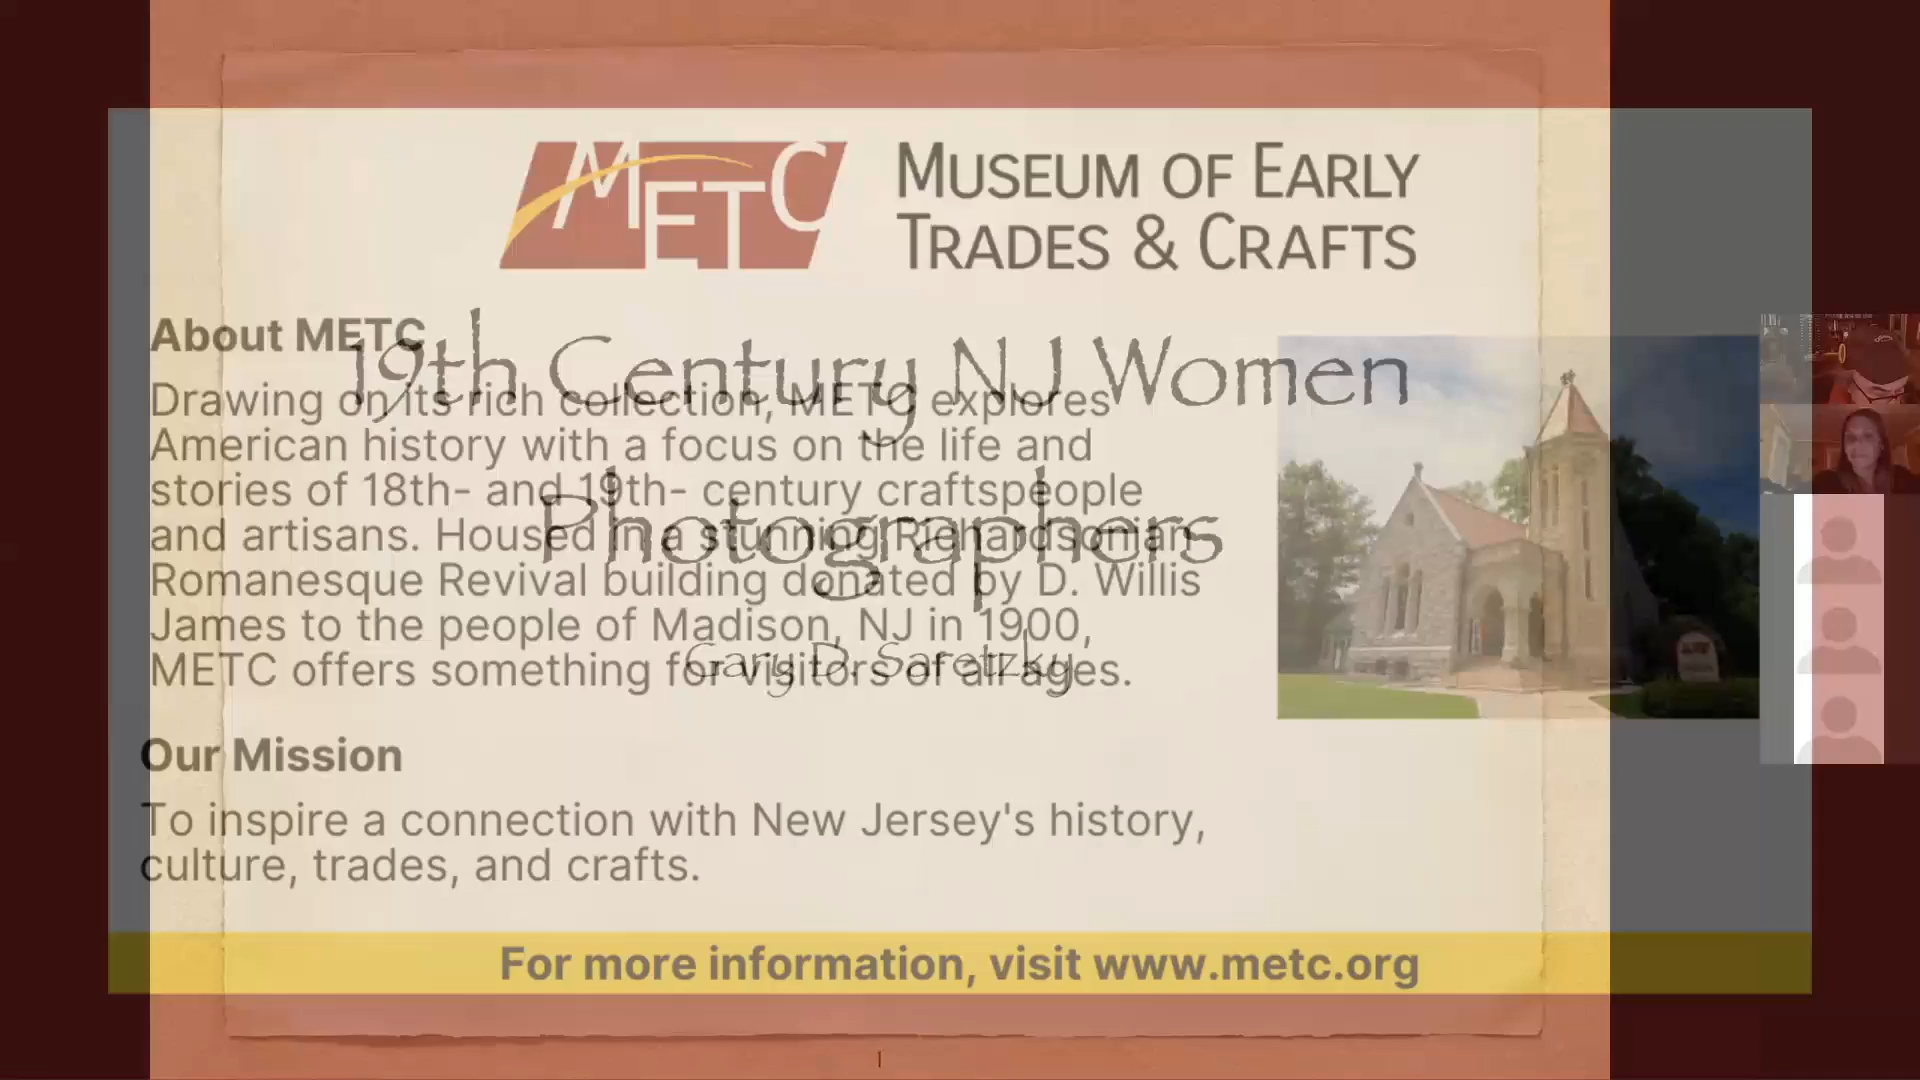 METC
MUSEUM OF EARLY
TRADES & CRAFTS
About METC
Drawing on its rich collection, METC explores
American history with a focus on the life and
stories of 18th- and 19th- century craftspeople
and artisans. Housed in a stunning Richardsonian
Romanesque Revival building donated by D. Willis
James to the people of Madison, NJ in 1900,
METC offers something for visitors of all ages.
19th Century NJ Women
Photographers
Gary D. Saretzky
Our Mission
To inspire a connection with New Jersey's history,
culture, trades, and crafts.
For more information, visit www.metc.org
1